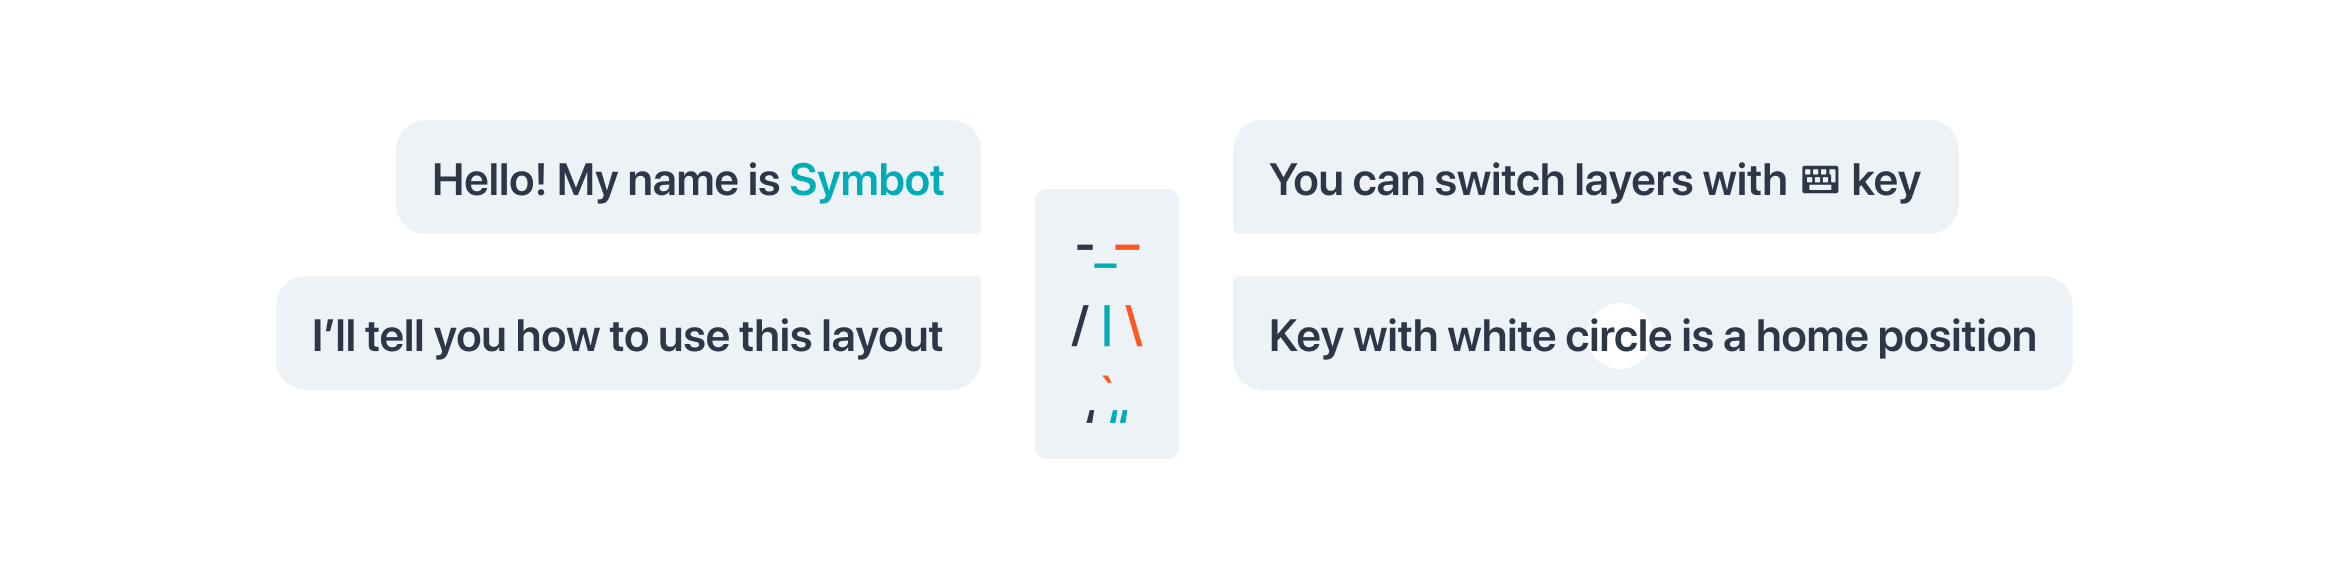 Hello! My name is Symbot
I’ll tell you how to use this layout
-_–
/|\
`
' "
You can switch layers with ⌨ key
Key with white circle is a home position